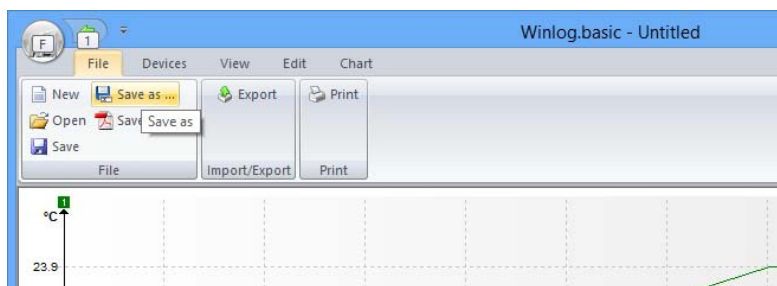 Winlog.basic - Untitled
F
1
File Devices View Edit Chart
New Save as ... Export Print
Open Save Save as
Save
File Import/Export Print
1
°C
23.9